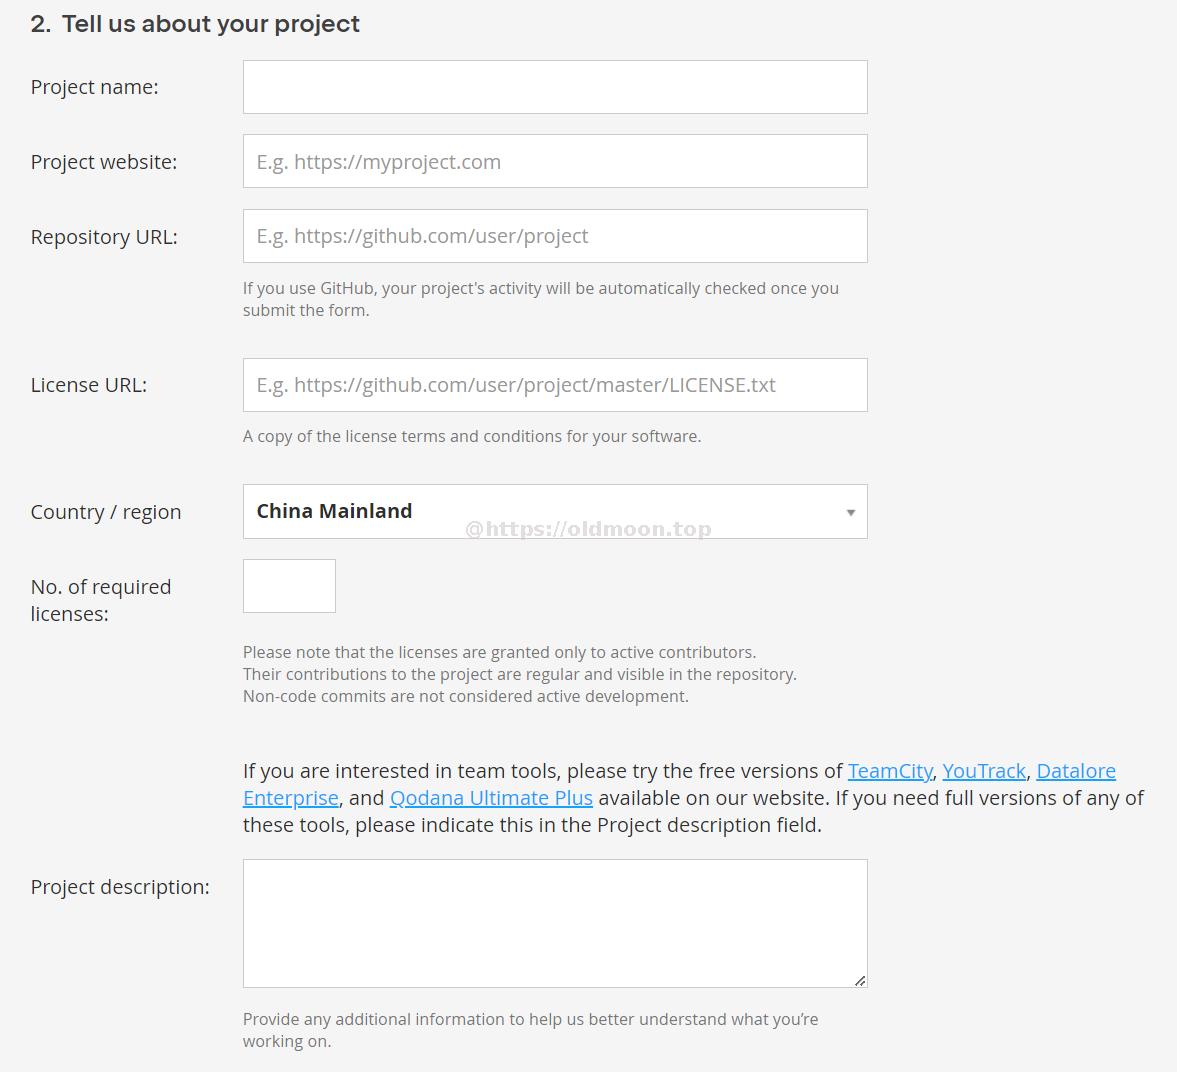 2. Tell us about your project
Project name:
Project website:
E.g. https://myproject.com
Repository URL:
E.g. https://github.com/user/project
If you use GitHub, your project's activity will be automatically checked once you
submit the form.
License URL:
E.g. https://github.com/user/project/master/LICENSE.txt
A copy of the license terms and conditions for your software.
Country / region
China Mainland
@https://oldmoon.top
No. of required
licenses:
Please note that the licenses are granted only to active contributors.
Their contributions to the project are regular and visible in the repository.
Non-code commits are not considered active development.
If you are interested in team tools, please try the free versions of TeamCity, YouTrack, Datalore
Enterprise, and Qodana Ultimate Plus available on our website. If you need full versions of any of
these tools, please indicate this in the Project description field.
Project description:
Provide any additional information to help us better understand what you’re
working on.